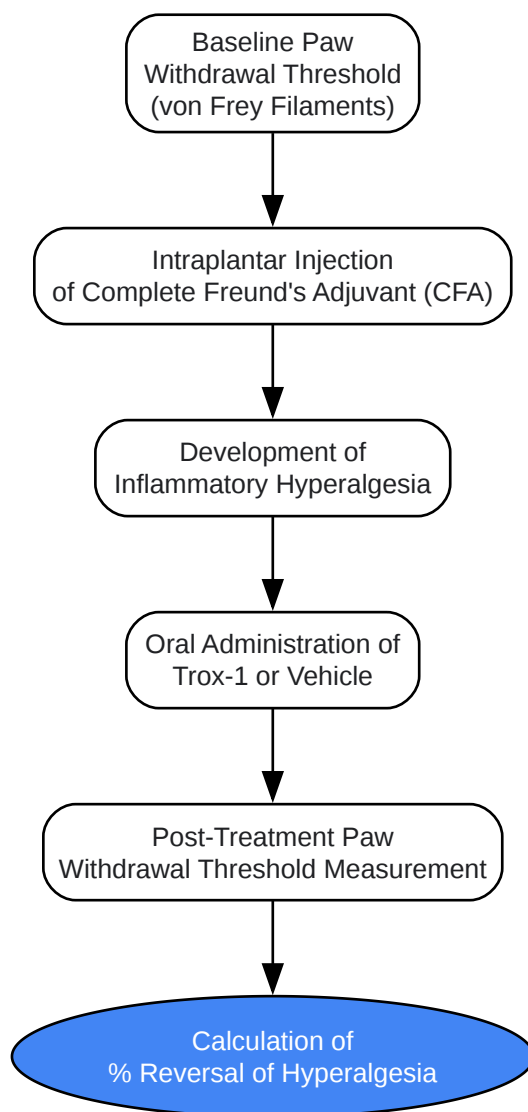 Baseline Paw
Withdrawal Threshold
(von Frey Filaments)
Intraplantar Injection
of Complete Freund's Adjuvant (CFA)
Development of
Inflammatory Hyperalgesia
Oral Administration of
Trox-1 or Vehicle
Post-Treatment Paw
Withdrawal Threshold Measurement
Calculation of
% Reversal of Hyperalgesia